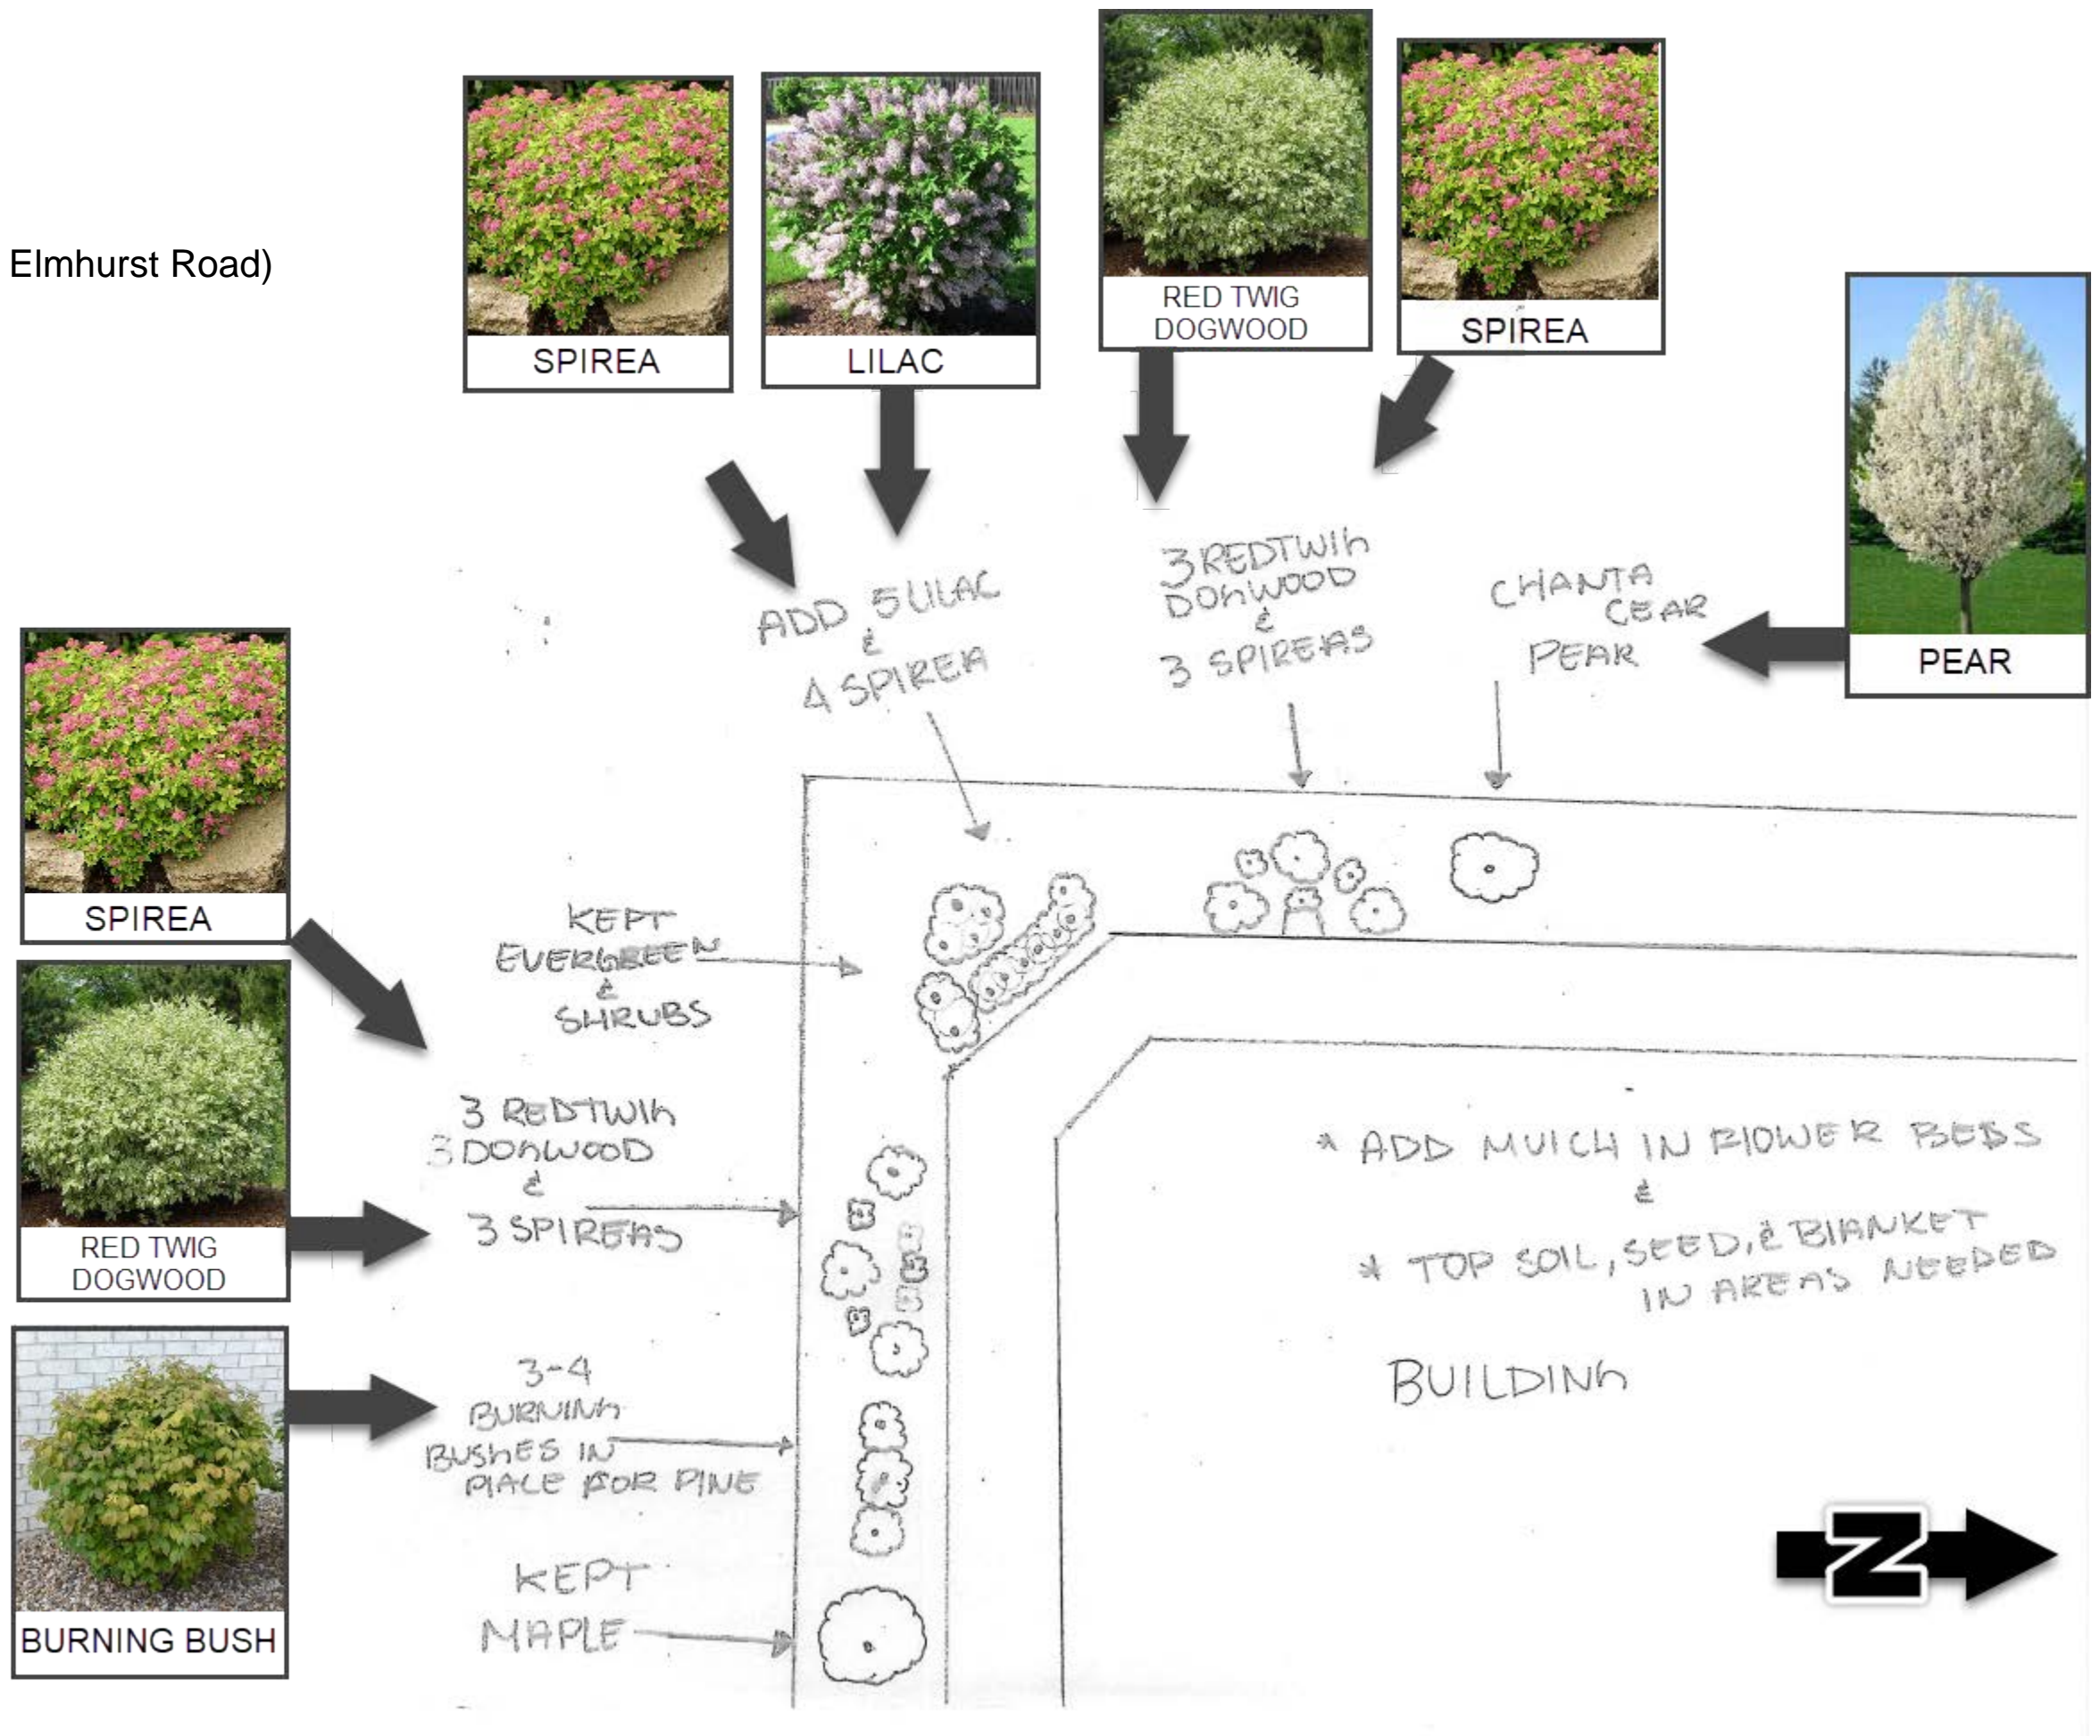 Elmhurst Road)
SPIREA
LILAC
RED TWIG
DOGWOOD
SPIREA
PEAR
ADD 5 LILAC
&
4 SPIREA
3 REDTWIG
DOGWOOD
&
3 SPIREAS
CHANTA
CEAR
PEAR
SPIREA
RED TWIG
DOGWOOD
BURNING BUSH
KEPT
EVERGREEN
&
SHRUBS
3 REDTWIG
3 DOGWOOD
&
3 SPIREAS
3-4
BURNING
BUSHES IN
PLACE FOR PINE
KEPT
MAPLE
* ADD MULCH IN FLOWER BEDS
&
* TOP SOIL, SEED, & BLANKET
IN AREAS NEEDED
BUILDING
N